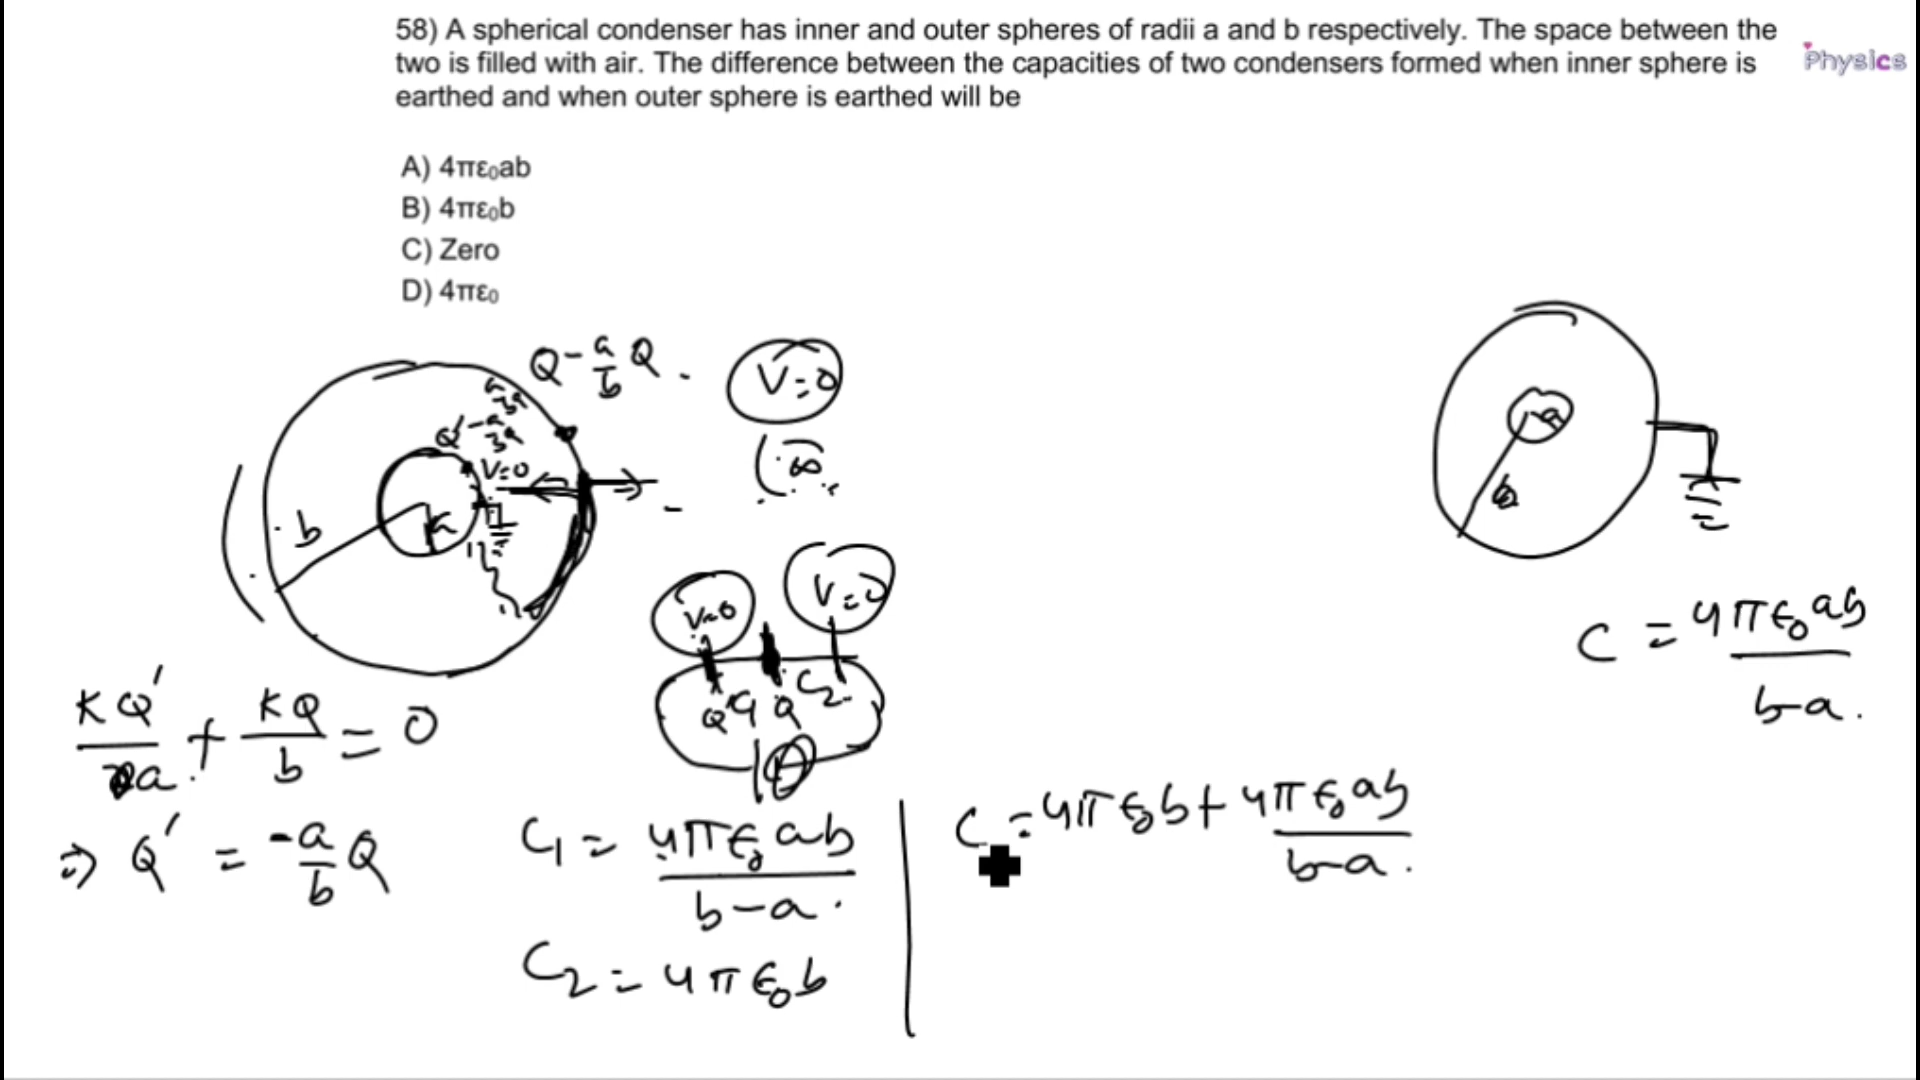 58) A spherical condenser has inner and outer spheres of radii a and b respectively. The space between the
two is filled with air. The difference between the capacities of two condensers formed when inner sphere is
earthed and when outer sphere is earthed will be
Physics
A) 4πε₀ab
B) 4πε₀b
C) Zero
D) 4πε₀
Q - a/b Q
V=0
∞
Q'
V=0
b
a
a
b
V=0
V=0
C₂
KQ'/a + KQ/b = 0
⇒ Q' = -a/b Q
C₁ = 4πε₀ab/b-a.
C₂ = 4πε₀b
C = 4πε₀b + 4πε₀ab/b-a.
C = 4πε₀ab/b-a.